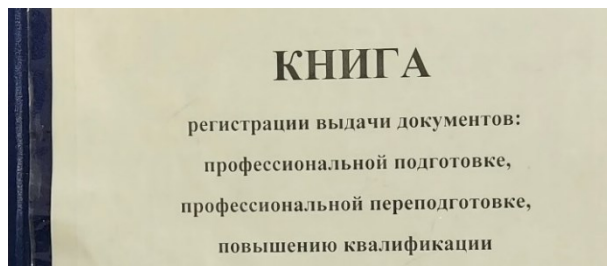 КНИГА
регистрации выдачи документов:
профессиональной подготовке,
профессиональной переподготовке,
повышению квалификации